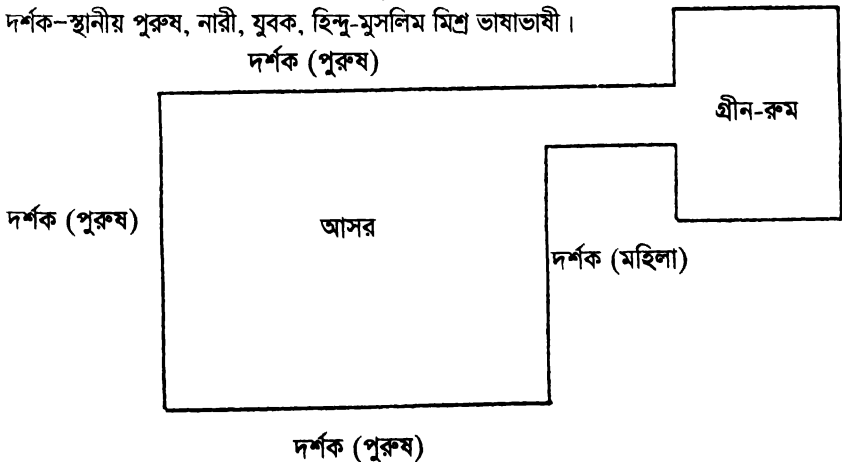 দর্শক–স্থানীয় পুরুষ, নারী, যুবক, হিন্দু-মুসলিম মিশ্র ভাষাভাষী।
দর্শক (পুরুষ)
গ্রীন-রুম
দর্শক (পুরুষ)
আসর
দর্শক (মহিলা)
দর্শক (পুরুষ)